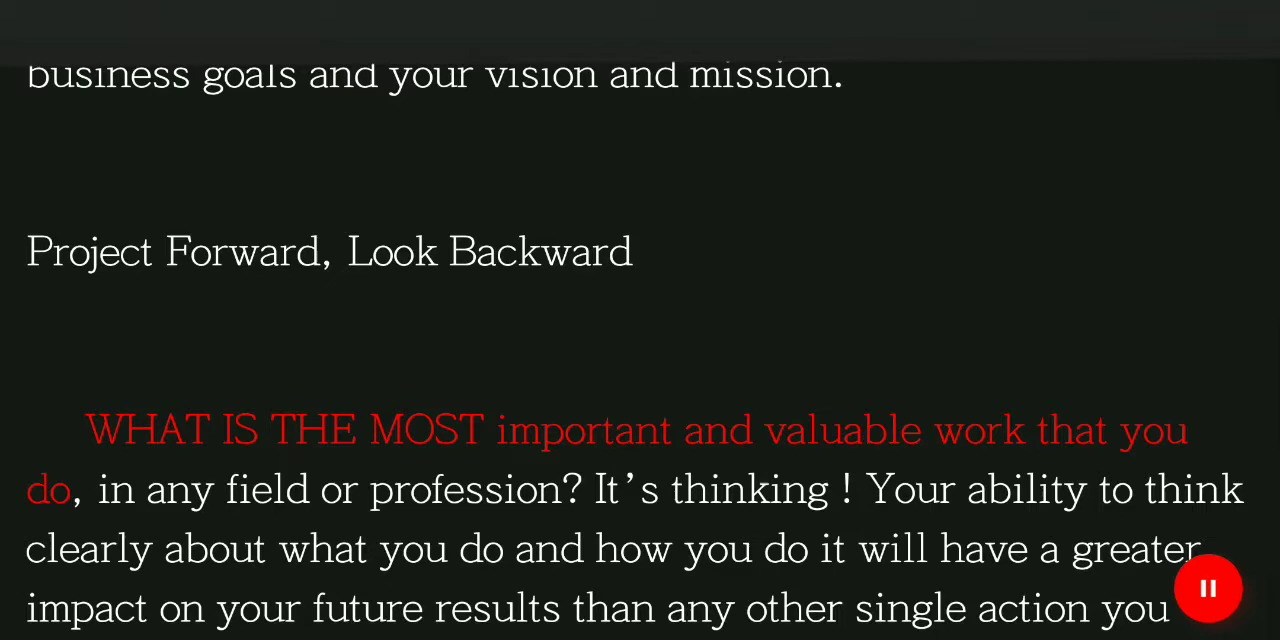 business goals and your vision and mission.
Project Forward, Look Backward
WHAT IS THE MOST important and valuable work that you
do, in any field or profession? It’s thinking ! Your ability to think
clearly about what you do and how you do it will have a greater
impact on your future results than any other single action you